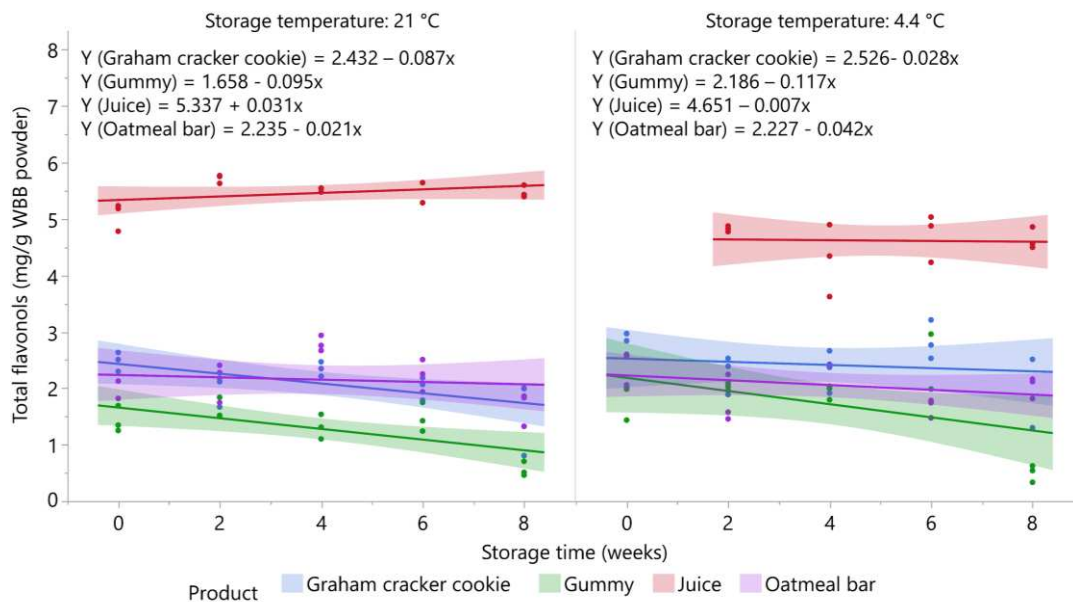 Storage temperature: 21 °C
Storage temperature: 4.4 °C
Y (Graham cracker cookie) = 2.432 – 0.087x
Y (Gummy) = 1.658 - 0.095x
Y (Juice) = 5.337 + 0.031x
Y (Oatmeal bar) = 2.235 - 0.021x
Y (Graham cracker cookie) = 2.526- 0.028x
Y (Gummy) = 2.186 - 0.117x
Y (Juice) = 4.651 – 0.007x
Y (Oatmeal bar) = 2.227 - 0.042x
Total flavonols (mg/g WBB powder)
8
7
6
5
4
3
2
1
0
0 2 4 6 8
0 2 4 6 8
Storage time (weeks)
Product Graham cracker cookie Gummy Juice Oatmeal bar